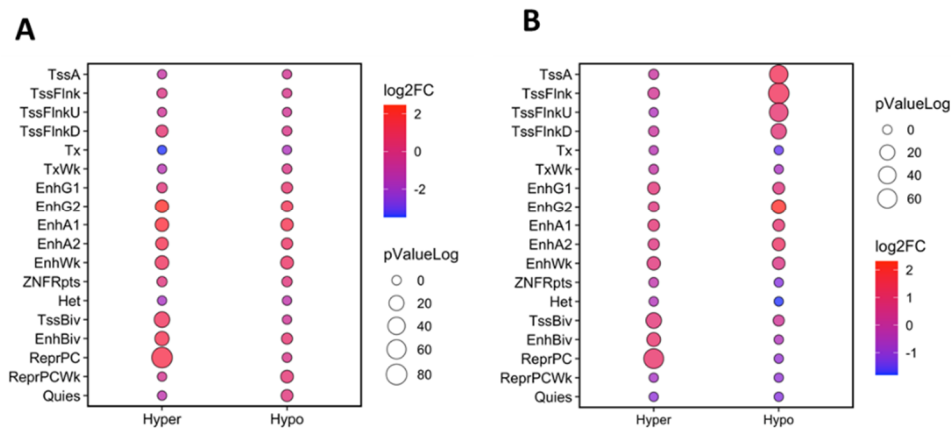 A
TssA
TssFlnk
TssFlnkU
TssFlnkD
Tx
TxWk
EnhG1
EnhG2
EnhA1
EnhA2
EnhWk
ZNFRpts
Het
TssBiv
EnhBiv
ReprPC
ReprPCWk
Quies
Hyper Hypo
log2FC
2
0
-2
pValueLog
0
20
40
60
80
B
TssA
TssFlnk
TssFlnkU
TssFlnkD
Tx
TxWk
EnhG1
EnhG2
EnhA1
EnhA2
EnhWk
ZNFRpts
Het
TssBiv
EnhBiv
ReprPC
ReprPCWk
Quies
Hyper Hypo
pValueLog
0
20
40
60
log2FC
2
1
0
-1